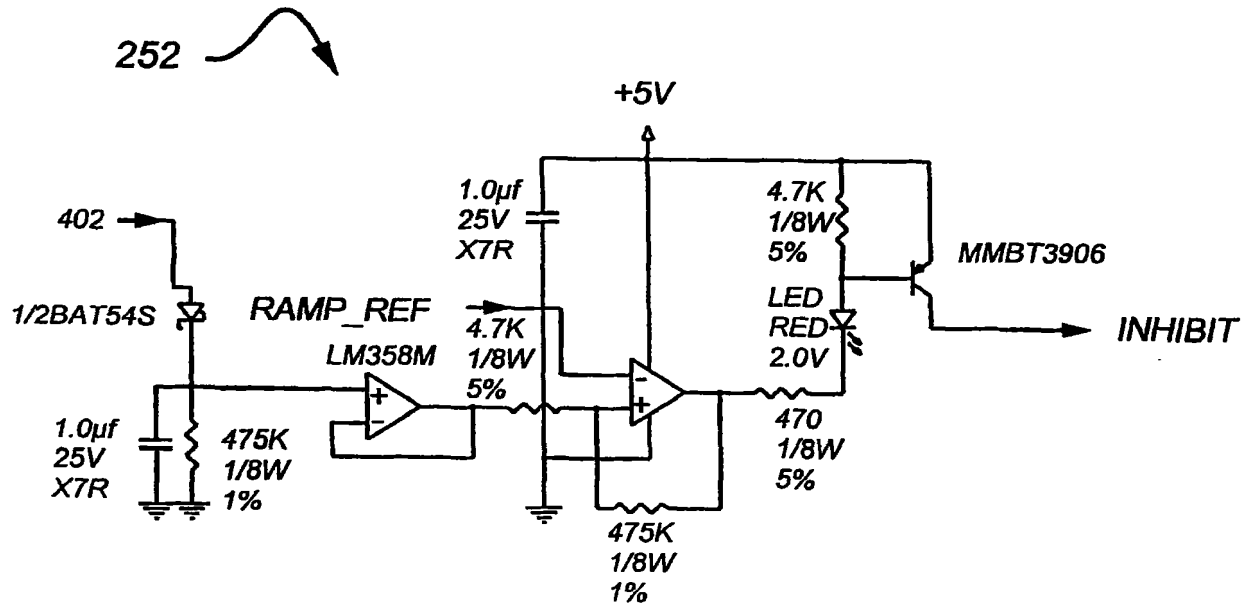 252
+5V
1.0µf
25V
X7R
4.7K
1/8W
5%
402
MMBT3906
1/2BAT54S
RAMP_REF
LED
RED
2.0V
INHIBIT
4.7K
1/8W
5%
LM358M
+
-
-
+
1.0µf
25V
X7R
475K
1/8W
1%
470
1/8W
5%
475K
1/8W
1%